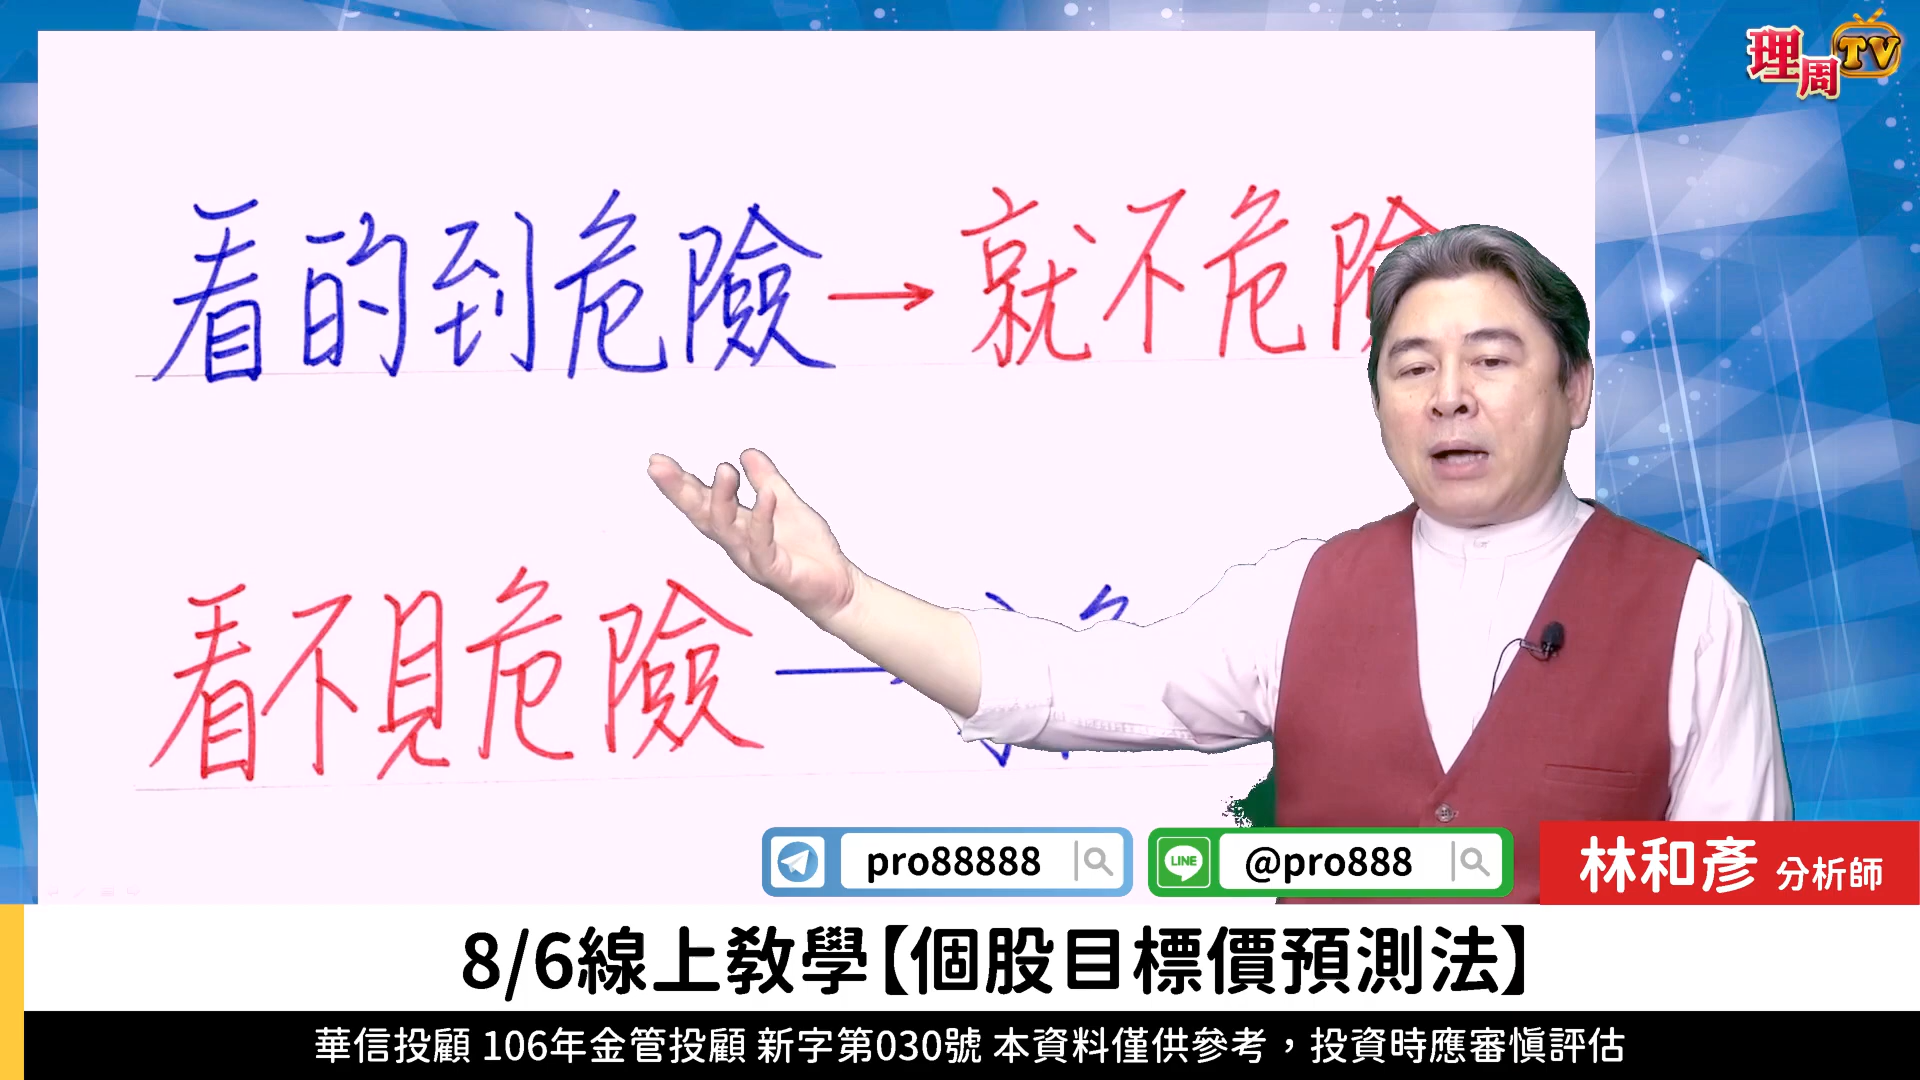 理周TV
看的到危險→就不危險
看不見危險
pro88888
LINE
@pro888
林和彥 分析師
8/6線上教學【個股目標價預測法】
華信投顧 106年金管投顧 新字第030號 本資料僅供參考，投資時應審慎評估